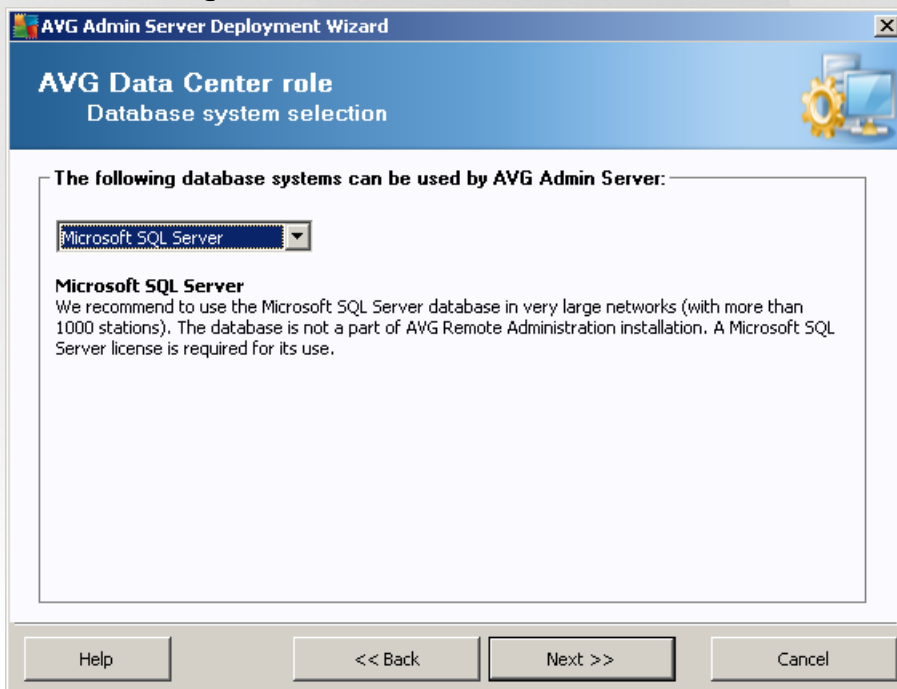 AVG Admin Server Deployment Wizard
AVG Data Center role
Database system selection
The following database systems can be used by AVG Admin Server:
Microsoft SQL Server
Microsoft SQL Server
We recommend to use the Microsoft SQL Server database in very large networks (with more than
1000 stations). The database is not a part of AVG Remote Administration installation. A Microsoft SQL
Server license is required for its use.
Help
<< Back
Next >>
Cancel